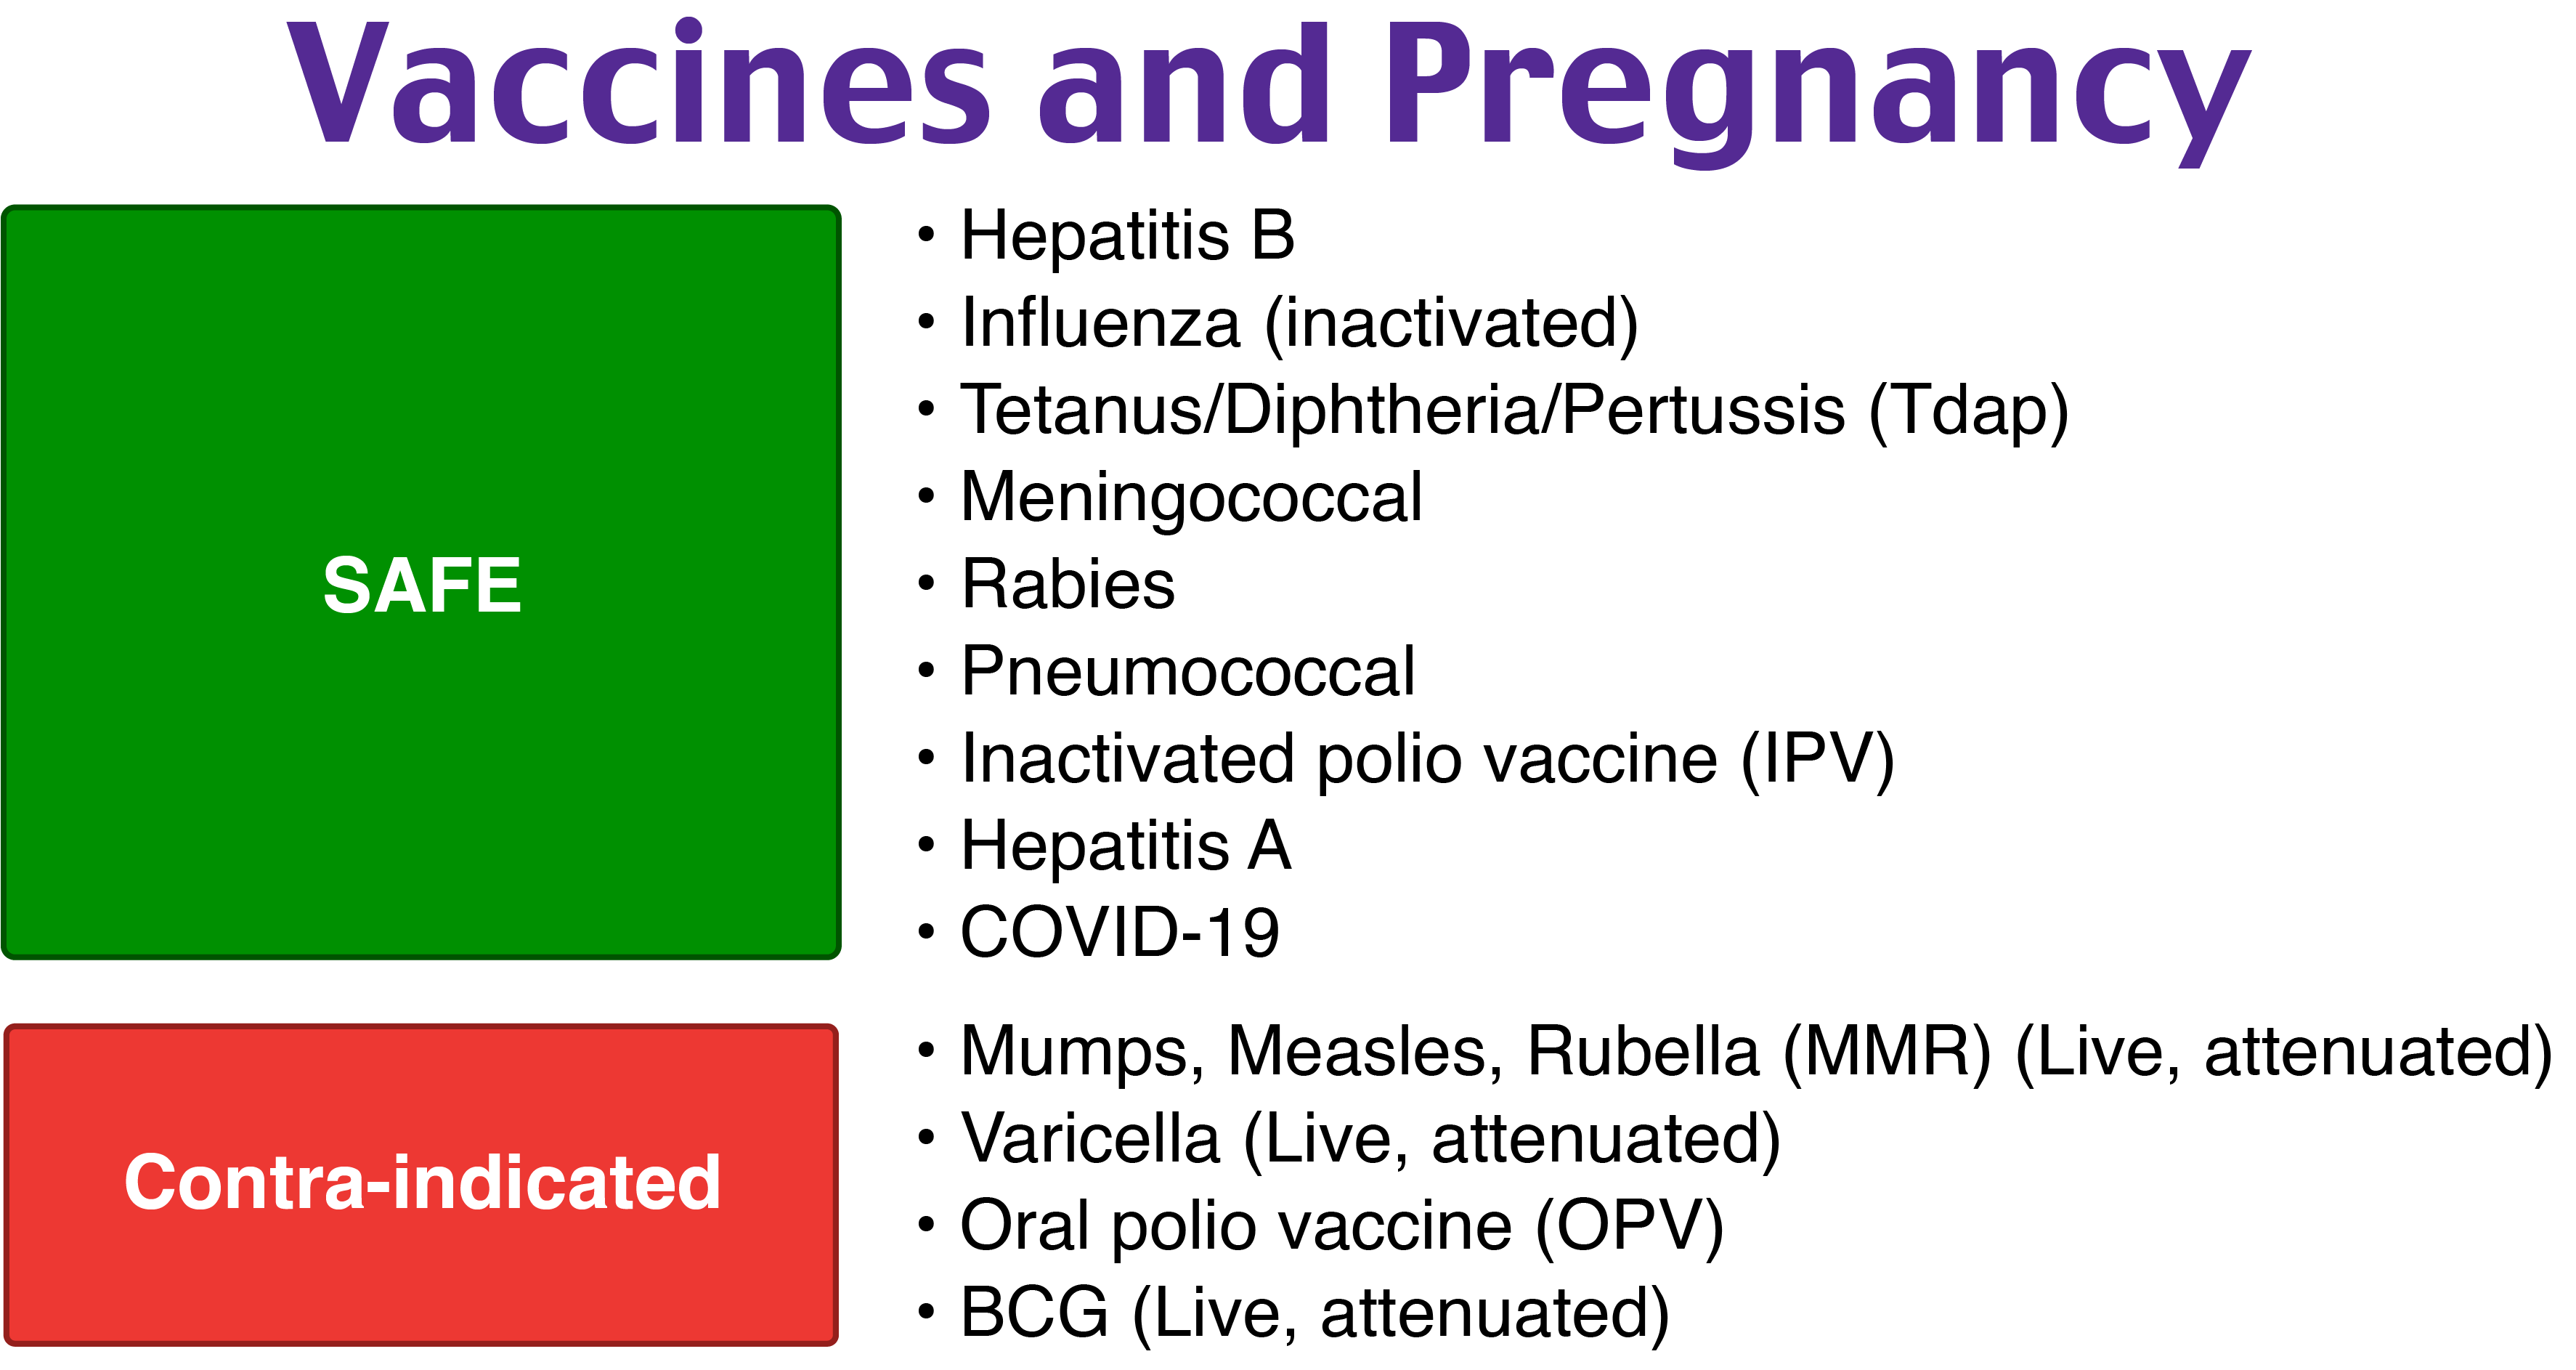 Vaccines and Pregnancy
SAFE
• Hepatitis B
• Influenza (inactivated)
• Tetanus/Diphtheria/Pertussis (Tdap)
• Meningococcal
• Rabies
• Pneumococcal
• Inactivated polio vaccine (IPV)
• Hepatitis A
• COVID-19
Contra-indicated
• Mumps, Measles, Rubella (MMR) (Live, attenuated)
• Varicella (Live, attenuated)
• Oral polio vaccine (OPV)
• BCG (Live, attenuated)